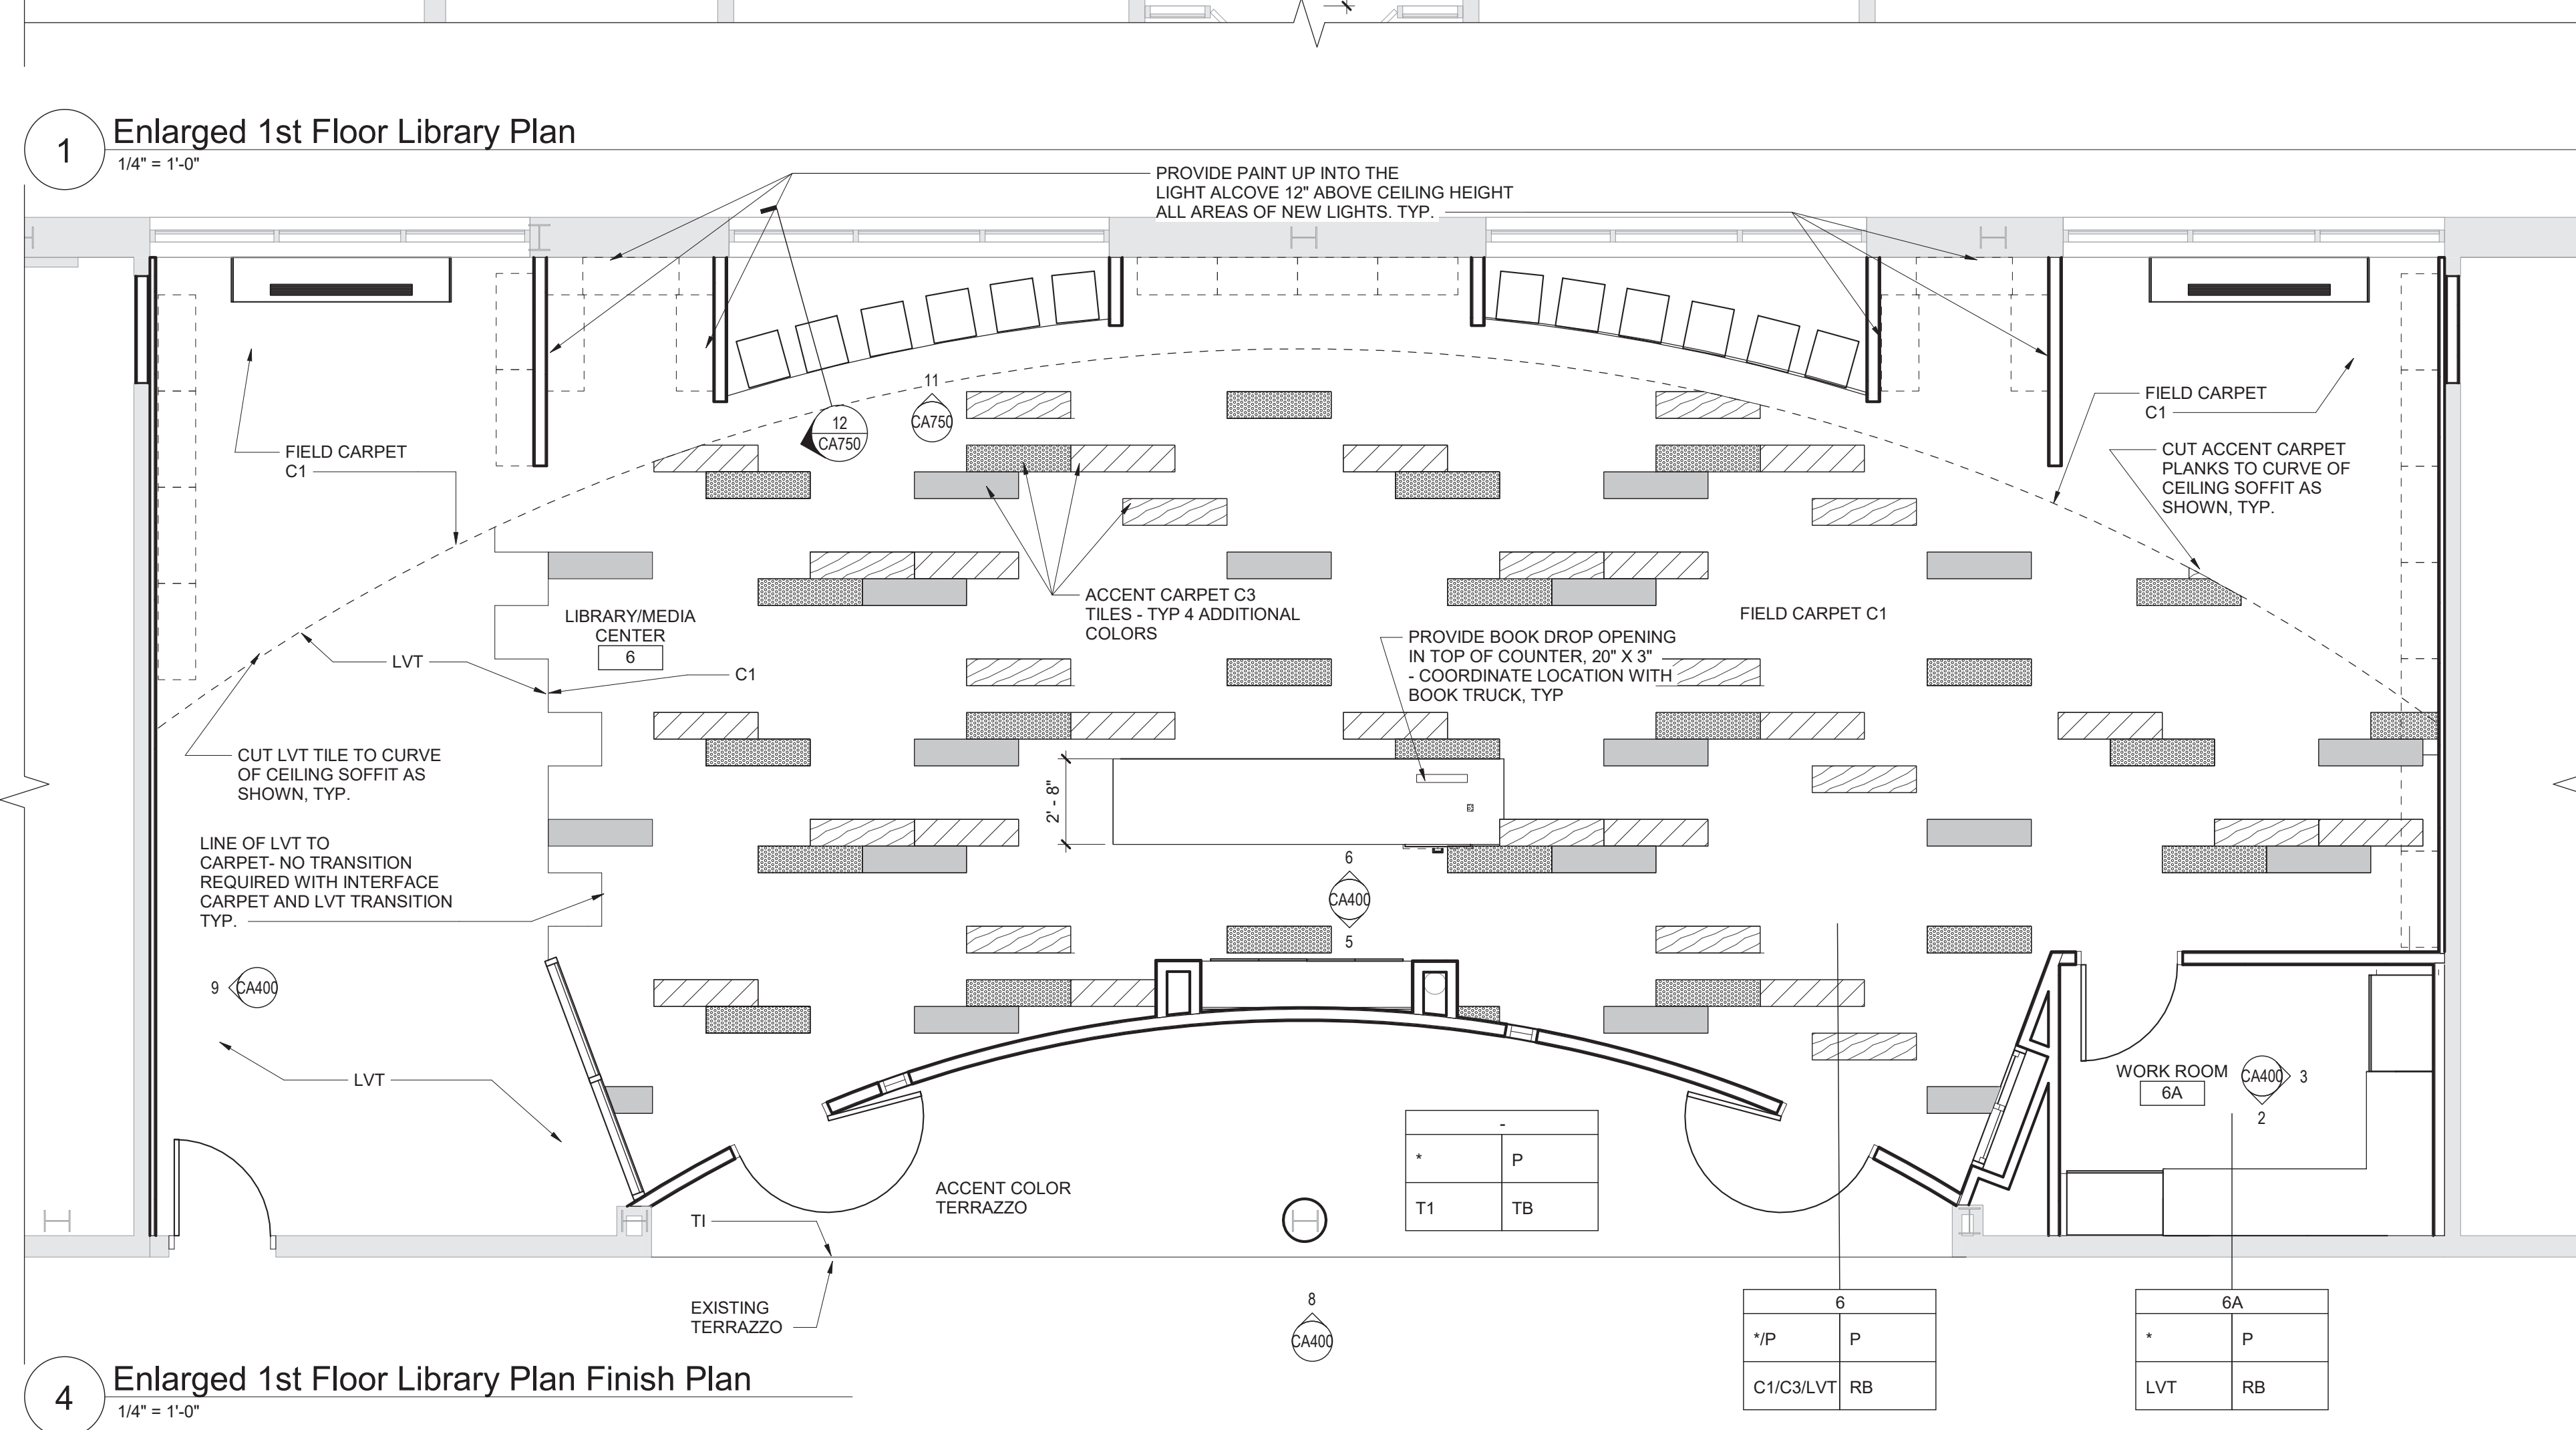 1
Enlarged 1st Floor Library Plan
1/4" = 1'-0"
PROVIDE PAINT UP INTO THE
LIGHT ALCOVE 12" ABOVE CEILING HEIGHT
ALL AREAS OF NEW LIGHTS. TYP.
11
CA750
12
CA750
FIELD CARPET
C1
FIELD CARPET
C1
CUT ACCENT CARPET
PLANKS TO CURVE OF
CEILING SOFFIT AS
SHOWN, TYP.
ACCENT CARPET C3
TILES - TYP 4 ADDITIONAL
COLORS
LIBRARY/MEDIA
CENTER
6
FIELD CARPET C1
PROVIDE BOOK DROP OPENING
IN TOP OF COUNTER, 20" X 3"
- COORDINATE LOCATION WITH
BOOK TRUCK, TYP
LVT
C1
CUT LVT TILE TO CURVE
OF CEILING SOFFIT AS
SHOWN, TYP.
2' - 8"
LINE OF LVT TO
CARPET- NO TRANSITION
REQUIRED WITH INTERFACE
CARPET AND LVT TRANSITION
TYP.
6
CA400
5
9
CA400
LVT
WORK ROOM
6A
CA400
3
2
ACCENT COLOR
TERRAZZO
TI
-
* P
T1 TB
EXISTING
TERRAZZO
8
CA400
6
*/P P
C1/C3/LVT RB
6A
* P
LVT RB
4
Enlarged 1st Floor Library Plan Finish Plan
1/4" = 1'-0"